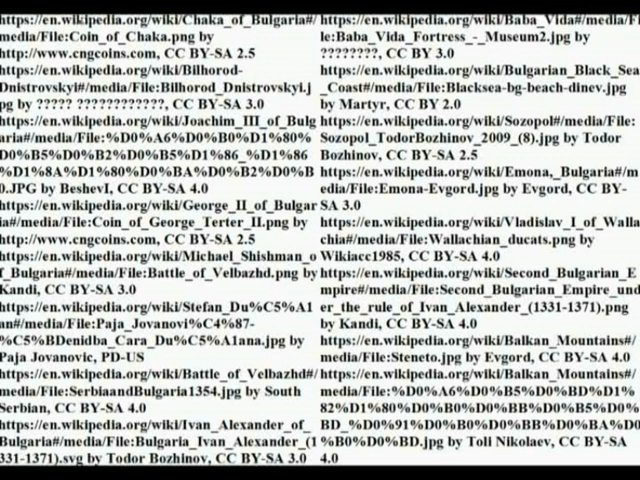 https://en.wikipedia.org/wiki/Chaka_of_Bulgaria#/
media/File:Coin_of_Chaka.png by
http://www.cngcoins.com, CC BY-SA 2.5
https://en.wikipedia.org/wiki/Bilhorod-
Dnistrovskyi#/media/File:Bilhorod_Dnistrovskyi.j
pg by ????? ????????????, CC BY-SA 3.0
https://en.wikipedia.org/wiki/Joachim_III_of_Bulg
aria#/media/File:%D0%A6%D0%B0%D1%80%
D0%B5%D0%B2%D0%B5%D1%86_%D1%86
%D1%8A%D1%80%D0%BA%D0%B2%D0%B
0.JPG by BeshevI, CC BY-SA 4.0
https://en.wikipedia.org/wiki/George_II_of_Bulgar
ia#/media/File:Coin_of_George_Terter_II.png by
http://www.cngcoins.com, CC BY-SA 2.5
https://en.wikipedia.org/wiki/Michael_Shishman_o
f_Bulgaria#/media/File:Battle_of_Velbazhd.png by
Kandi, CC BY-SA 3.0
https://en.wikipedia.org/wiki/Stefan_Du%C5%A1
an#/media/File:Paja_Jovanovi%C4%87-
%C5%BDenidba_Cara_Du%C5%A1ana.jpg by
Paja Jovanovic, PD-US
https://en.wikipedia.org/wiki/Battle_of_Velbazhd#/
media/File:SerbiaandBulgaria1354.jpg by South
Serbian, CC BY-SA 4.0
https://en.wikipedia.org/wiki/Ivan_Alexander_of_
Bulgaria#/media/File:Bulgaria_Ivan_Alexander_(1
331-1371).svg by Todor Bozhinov, CC BY-SA 3.0
https://en.wikipedia.org/wiki/Baba_Vida#/media/Fi
le:Baba_Vida_Fortress_-_Museum2.jpg by
????????, CC BY 3.0
https://en.wikipedia.org/wiki/Bulgarian_Black_Sea
_Coast#/media/File:Blacksea-bg-beach-dinev.jpg
by Martyr, CC BY 2.0
https://en.wikipedia.org/wiki/Sozopol#/media/File:
Sozopol_TodorBozhinov_2009_(8).jpg by Todor
Bozhinov, CC BY-SA 2.5
https://en.wikipedia.org/wiki/Emona,_Bulgaria#/m
edia/File:Emona-Evgord.jpg by Evgord, CC BY-
SA 3.0
https://en.wikipedia.org/wiki/Vladislav_I_of_Walla
chia#/media/File:Wallachian_ducats.png by
Wikiacc1985, CC BY-SA 4.0
https://en.wikipedia.org/wiki/Second_Bulgarian_E
mpire#/media/File:Second_Bulgarian_Empire_und
er_the_rule_of_Ivan_Alexander_(1331-1371).png
by Kandi, CC BY-SA 4.0
https://en.wikipedia.org/wiki/Balkan_Mountains#/
media/File:Steneto.jpg by Evgord, CC BY-SA 4.0
https://en.wikipedia.org/wiki/Balkan_Mountains#/
media/File:%D0%A6%D0%B5%D0%BD%D1%
82%D1%80%D0%B0%D0%BB%D0%B5%D0%
BD_%D0%91%D0%B0%D0%BB%D0%BA%D0
%B0%D0%BD.jpg by Toll Nikolaev, CC BY-SA
4.0